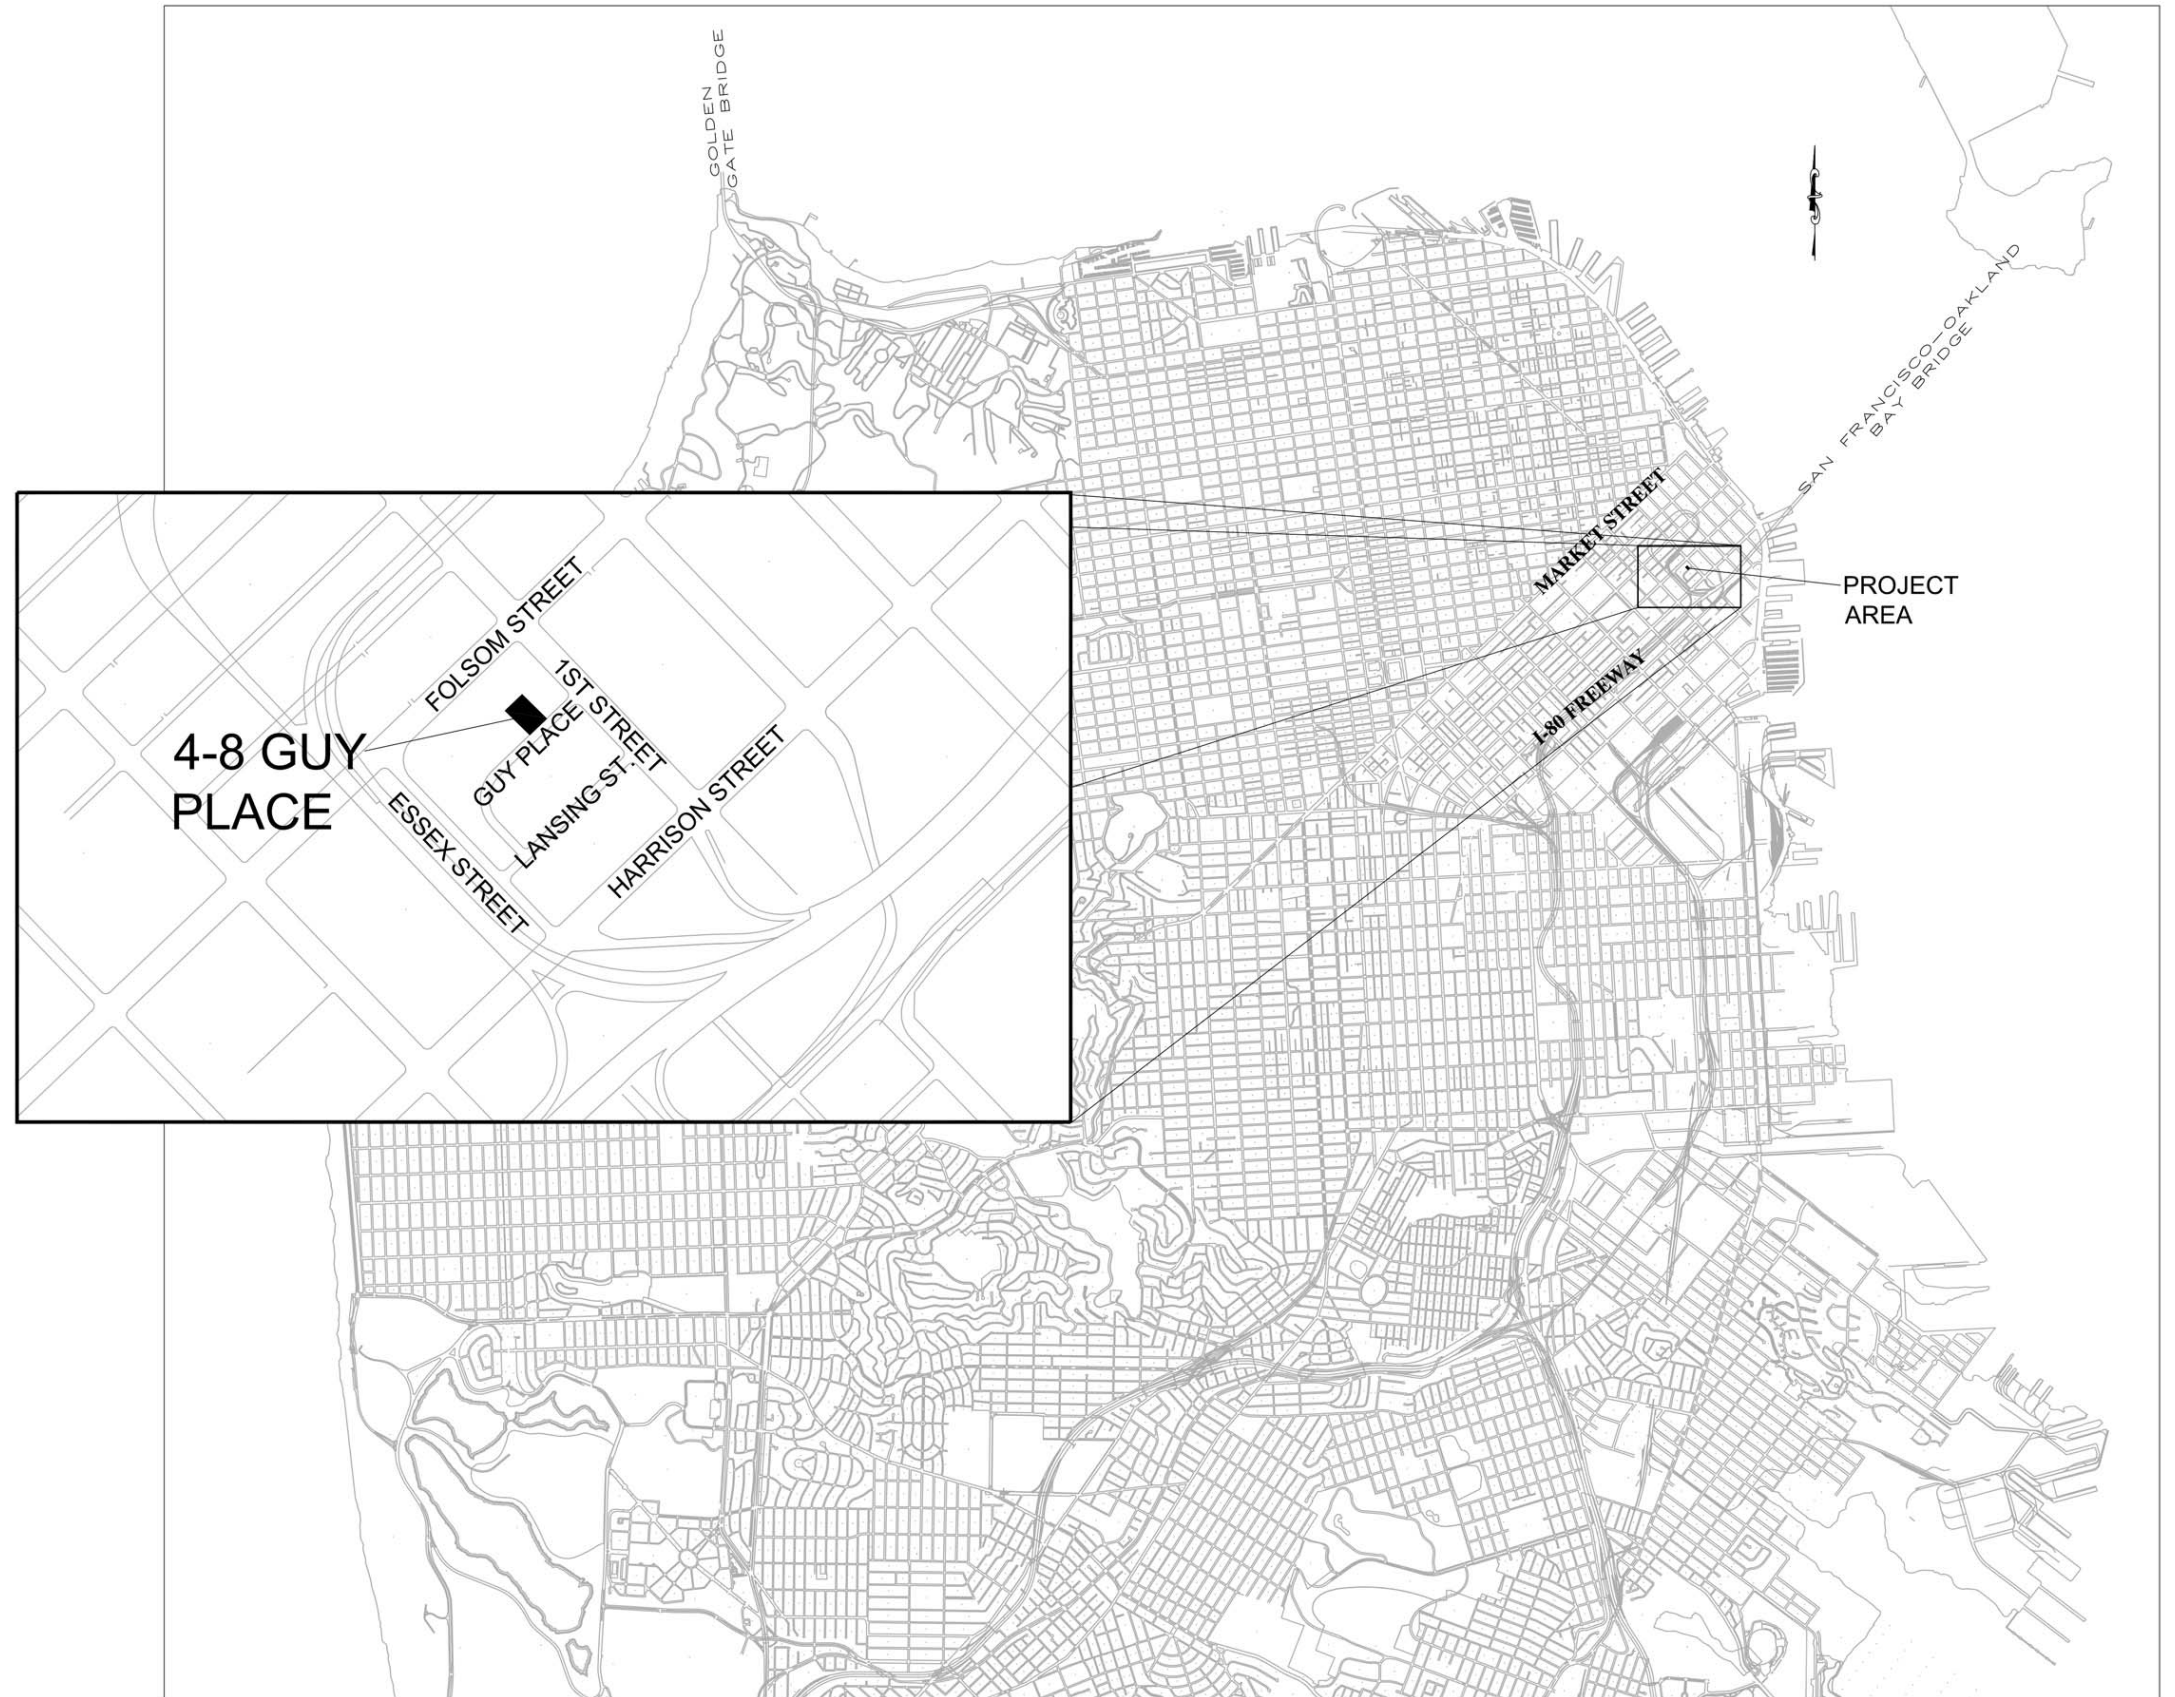 GOLDEN
GATE BRIDGE
SAN FRANCISCO-OAKLAND
BAY BRIDGE
MARKET STREET
PROJECT
AREA
I-80 FREEWAY
FOLSOM STREET
1ST STREET
4-8 GUY
PLACE
GUY PLACE
LANSING ST.
HARRISON STREET
ESSEX STREET